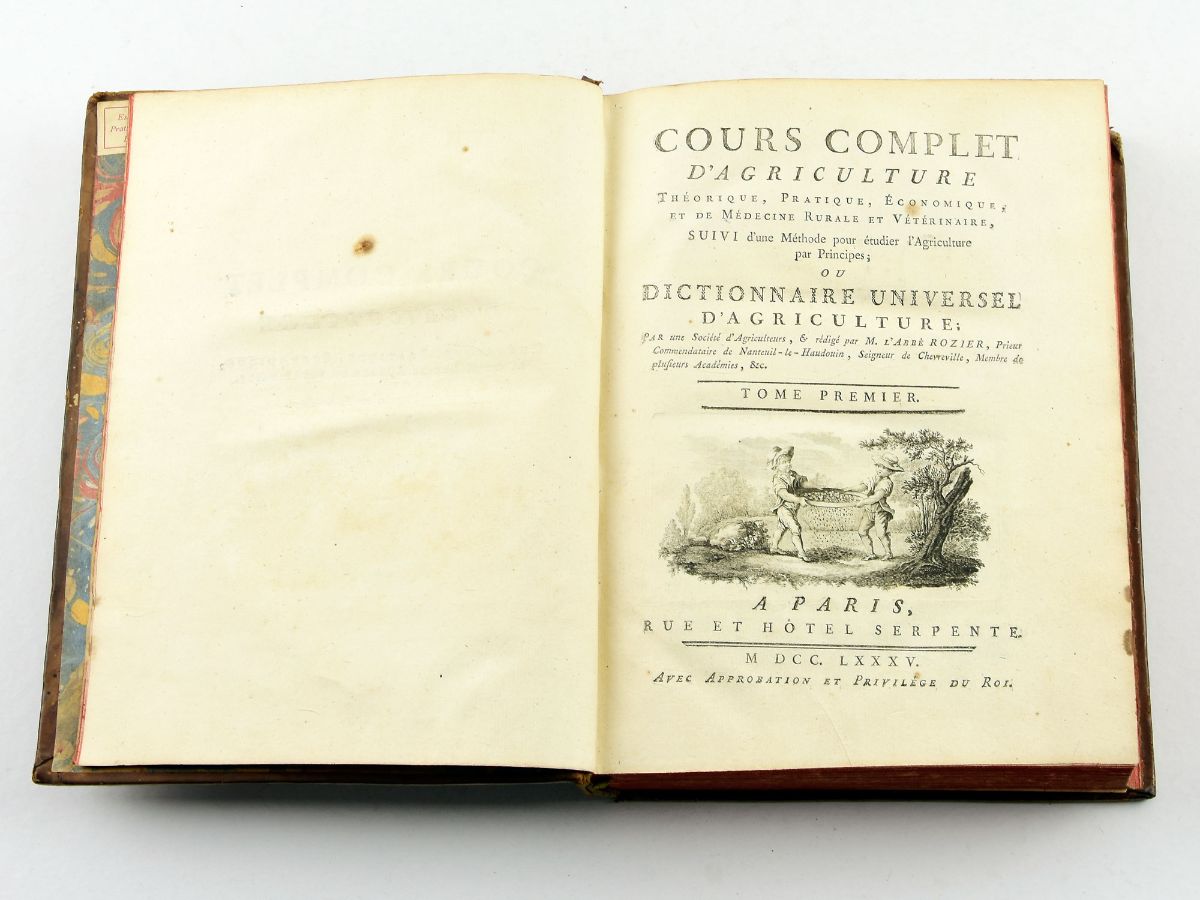 COURS COMPLET
D'AGRICULTURE
THÉORIQUE, PRATIQUE, ÉCONOMIQUE,
ET DE MÉDECINE RURALE ET VÉTÉRINAIRE,
SUIVI d'une Méthode pour étudier l'Agriculture
par Principes;
OU
DICTIONNAIRE UNIVERSEL
D'AGRICULTURE;
PAR une Société d'Agriculteurs, & rédigé par M. L'ABBÉ ROZIER, Prieur
Commendataire de Nanteuil-le-Haudouin, Seigneur de Chevreville, Membre de
plusieurs Académies, &c.
TOME PREMIER.
A PARIS,
RUE ET HÔTEL SERPENTE.
M DCC. LXXXV.
AVEC APPROBATION ET PRIVILÉGE DU ROI.